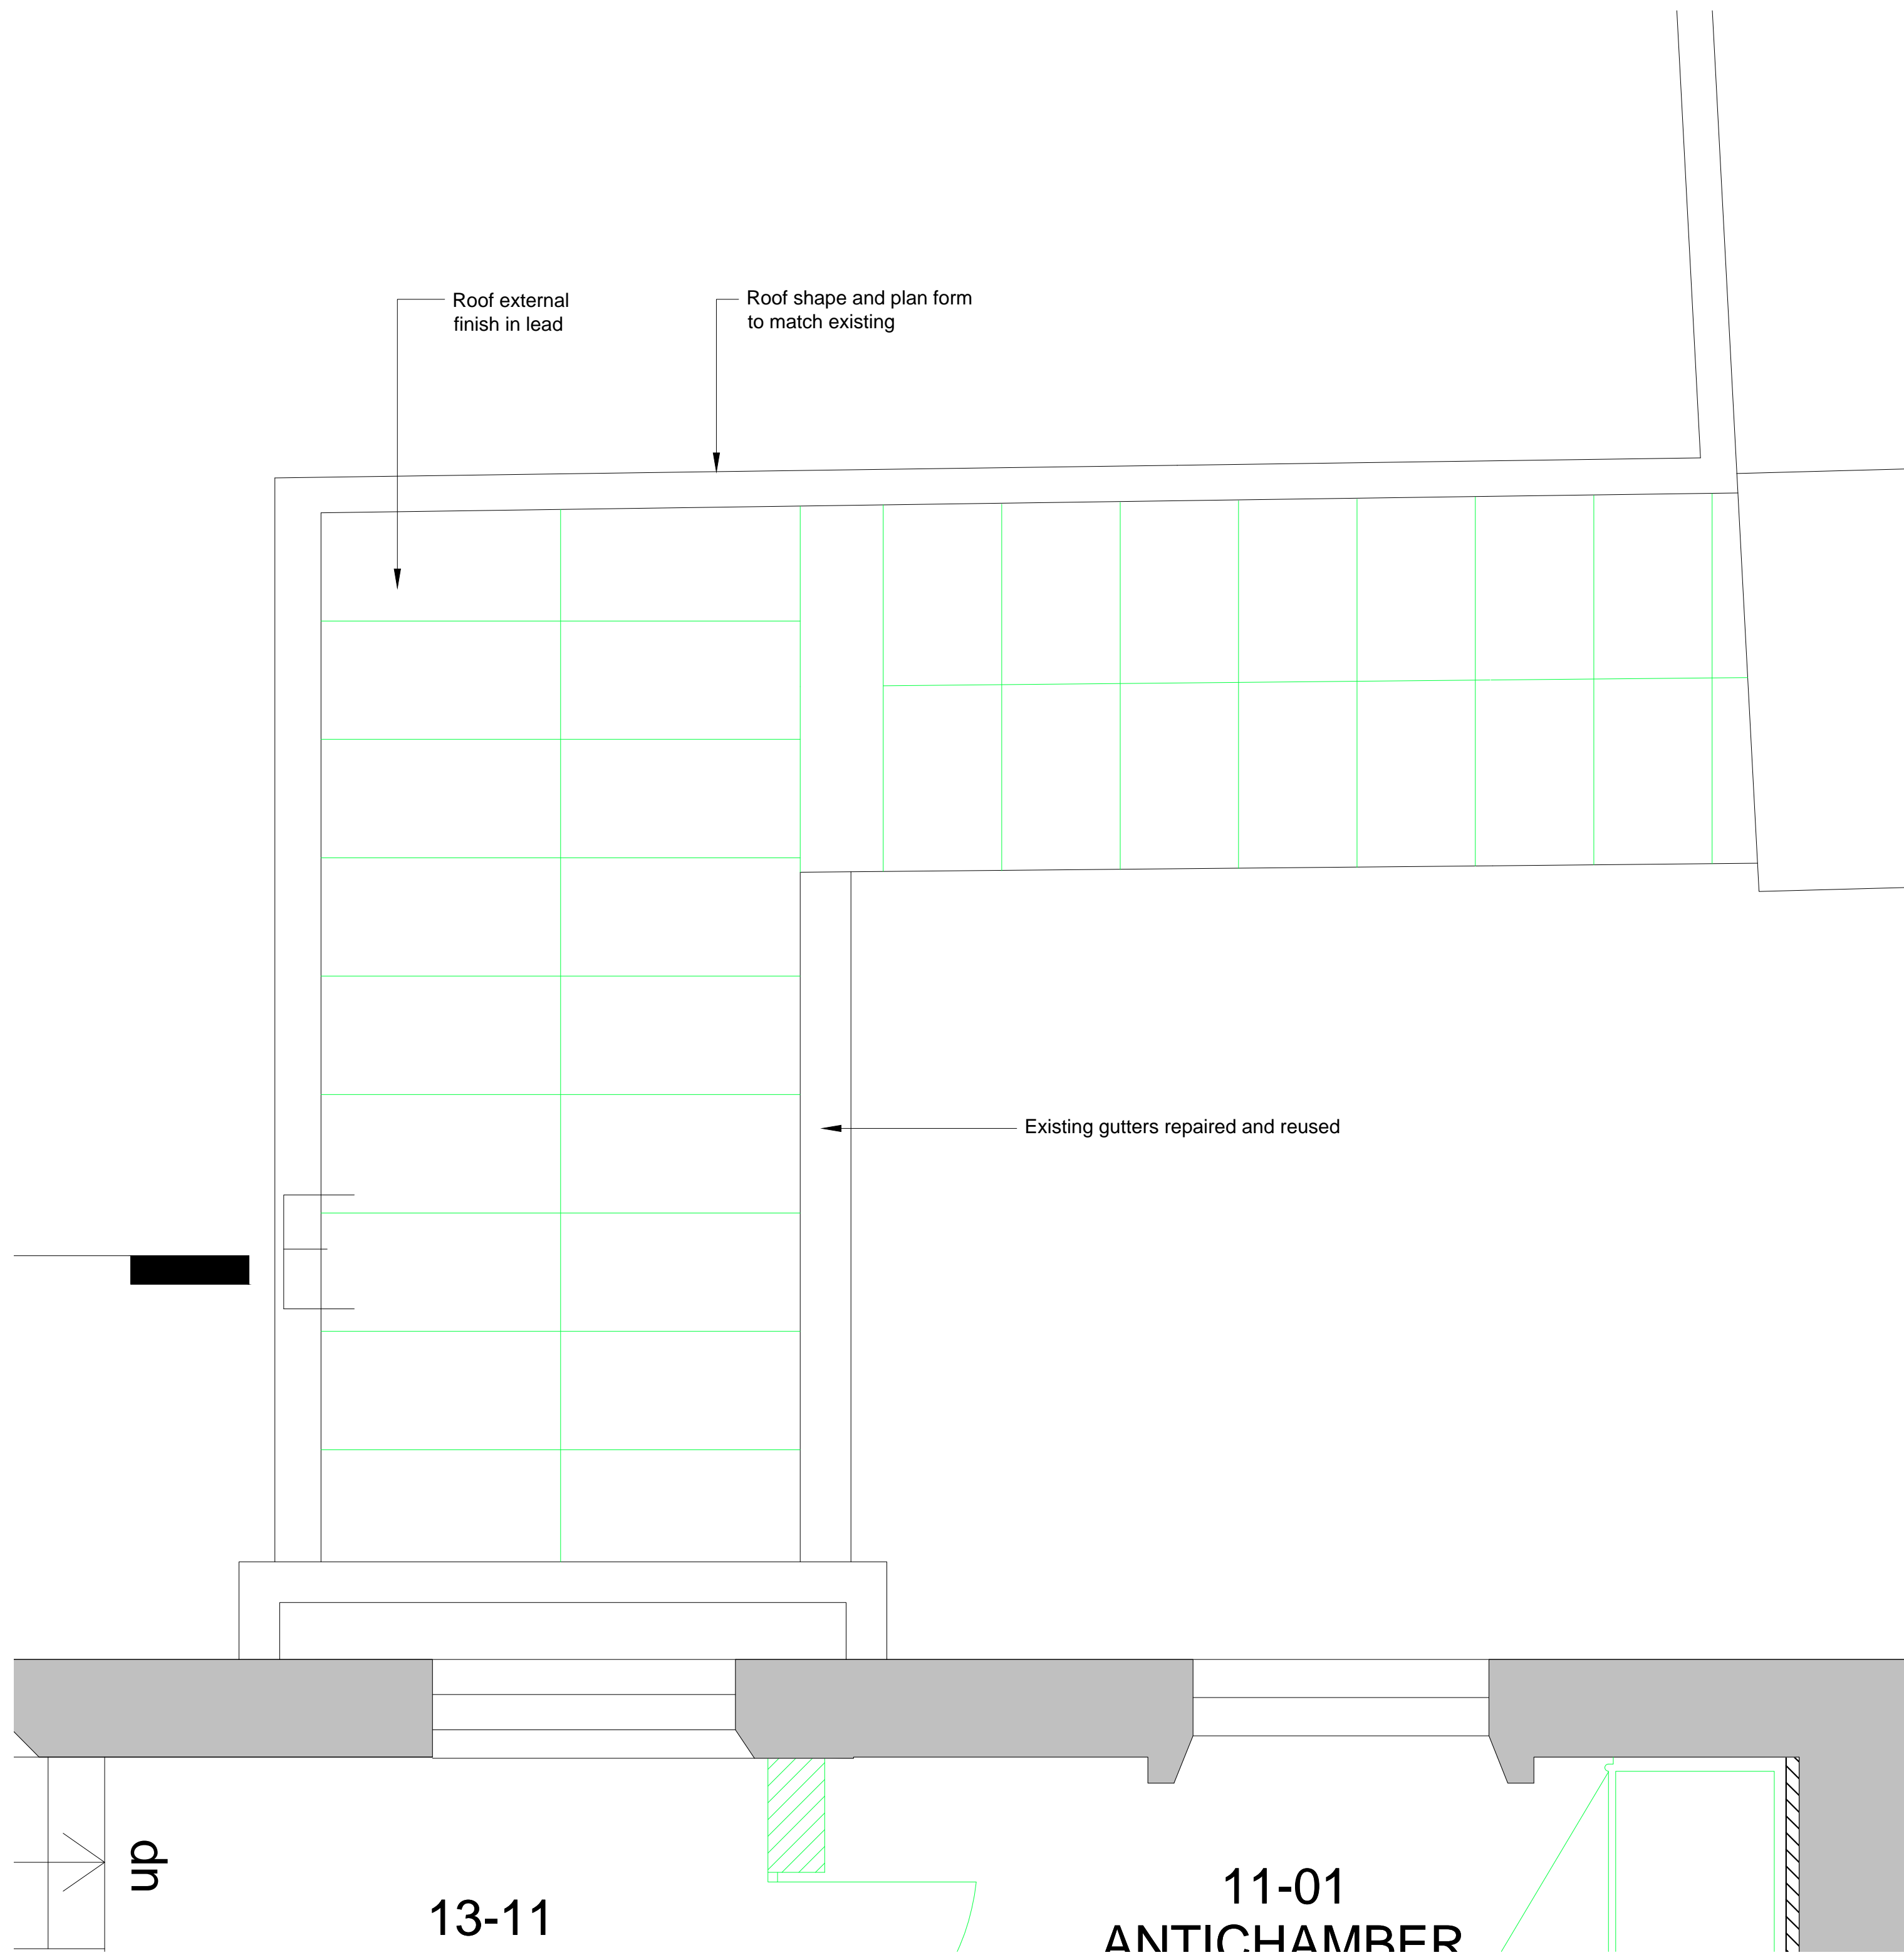 Roof external
finish in lead
Roof shape and plan form
to match existing
Existing gutters repaired and reused
up
13-11
11-01
ANTICHAMBER